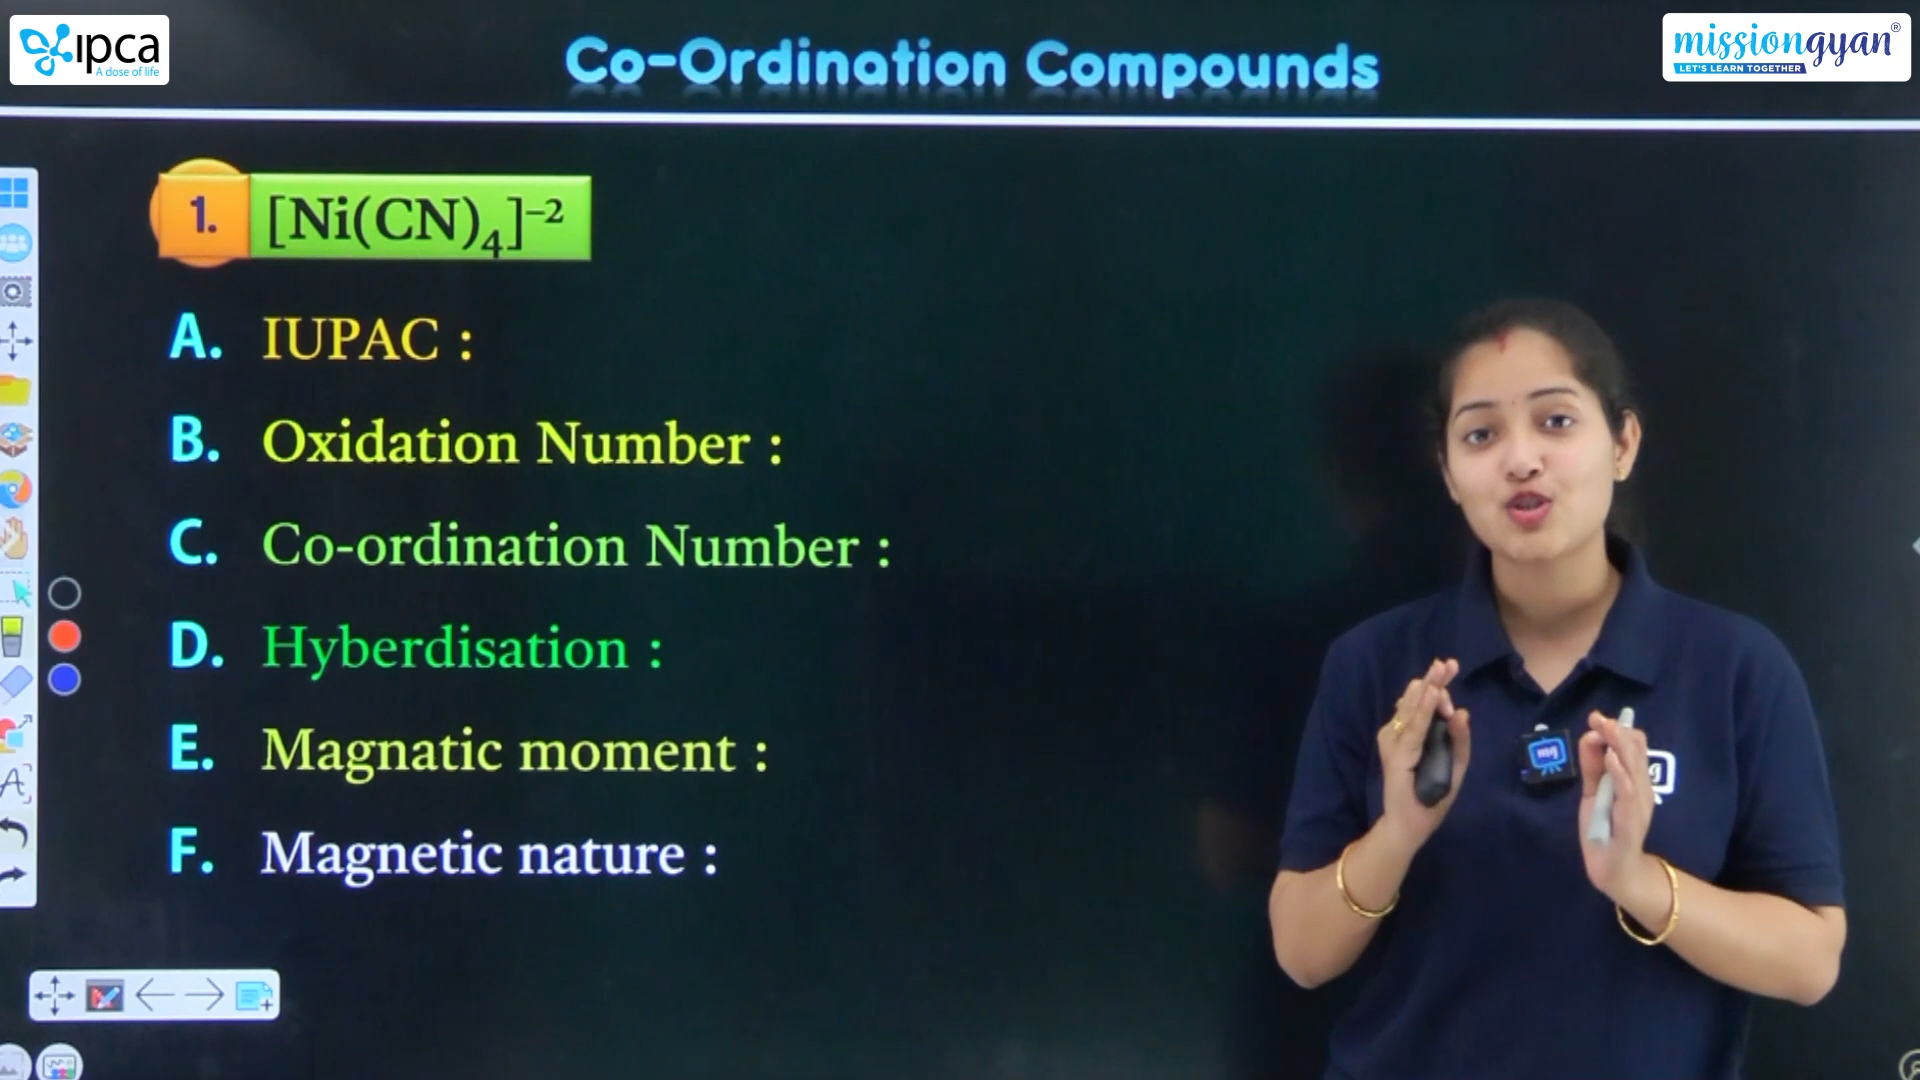 ipca
A dose of life
Co-Ordination Compounds
missiongyan®
LET'S LEARN TOGETHER
1. [Ni(CN)₄]⁻²
A. IUPAC :
B. Oxidation Number :
C. Co-ordination Number :
D. Hyberdisation :
E. Magnatic moment :
F. Magnetic nature :